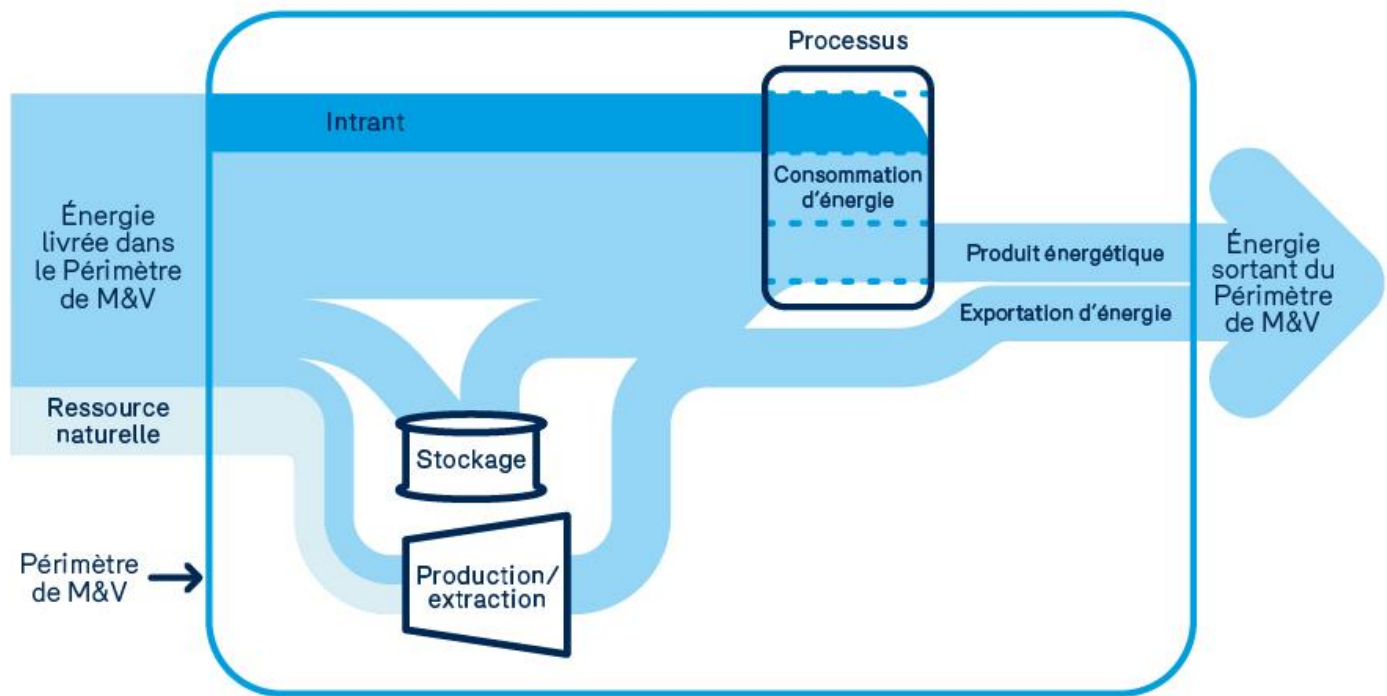 Processus
Intrant
Consommation
d'énergie
Énergie
livrée dans
le Périmètre
de M&V
Produit énergétique
Exportation d'énergie
Énergie
sortant du
Périmètre
de M&V
Ressource
naturelle
Stockage
Production/
extraction
Périmètre
de M&V